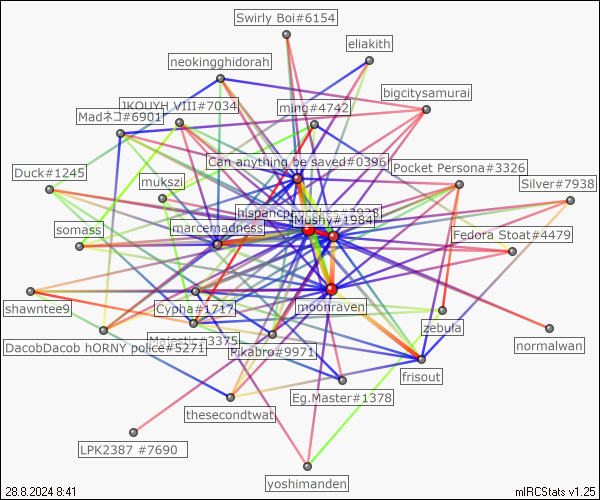 Swirly Boi#6154
eliakith
neokingghidorah
bigcitysamurai
JKOUYH VIII#7034
ming#4742
Madネコ#6901
Can anything be saved#0396
Duck#1245
Pocket Persona#3326
mukszi
Silver#7938
Mushy#1984
somass
marcemadness
Fedora Stoat#4479
shawntee9
Cypha#1717
moonraven
zebula
DacobDacob hORNY police#5271
Majestic#3375
Pikabro#9971
normalwan
frisout
Eg.Master#1378
thesecondtwat
LPK2387 #7690
yoshimanden
28.8.2024 8:41
mIRCStats v1.25